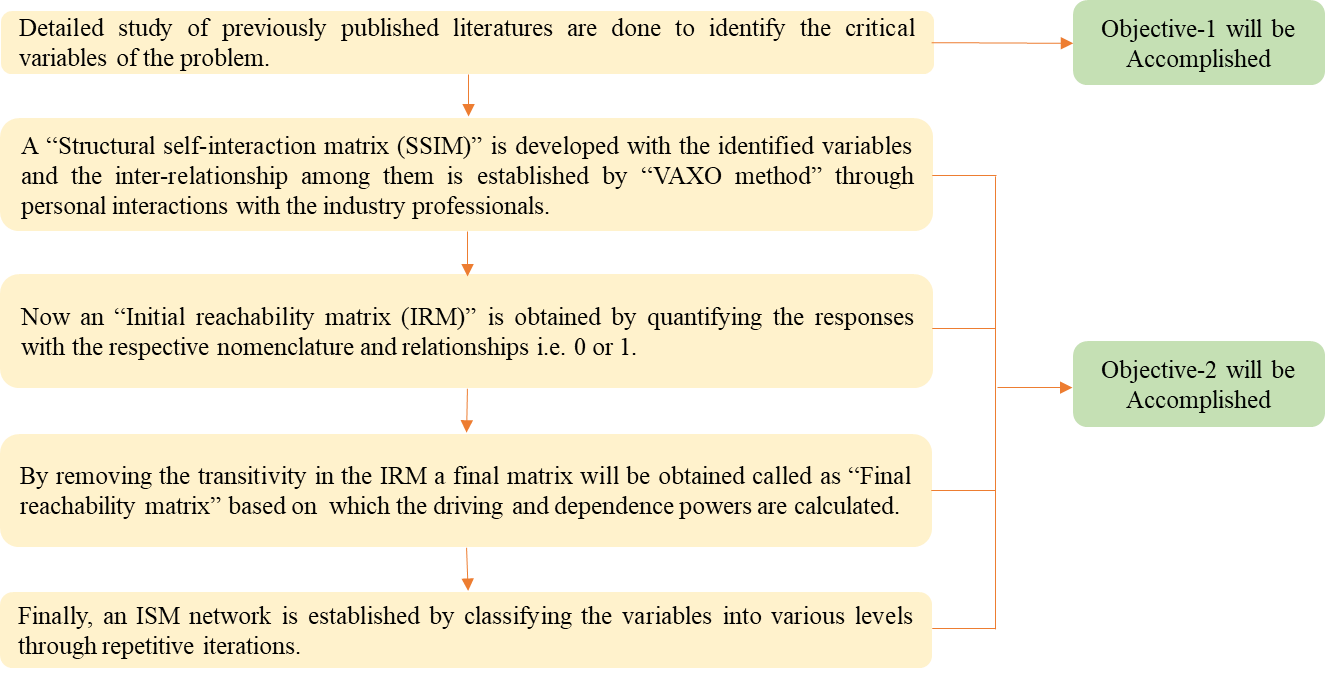 Detailed study of previously published literatures are done to identify the critical
variables of the problem.
Objective-1 will be
Accomplished
A “Structural self-interaction matrix (SSIM)” is developed with the identified variables
and the inter-relationship among them is established by “VAXO method” through
personal interactions with the industry professionals.
Now an “Initial reachability matrix (IRM)” is obtained by quantifying the responses
with the respective nomenclature and relationships i.e. 0 or 1.
Objective-2 will be
Accomplished
By removing the transitivity in the IRM a final matrix will be obtained called as “Final
reachability matrix” based on which the driving and dependence powers are calculated.
Finally, an ISM network is established by classifying the variables into various levels
through repetitive iterations.